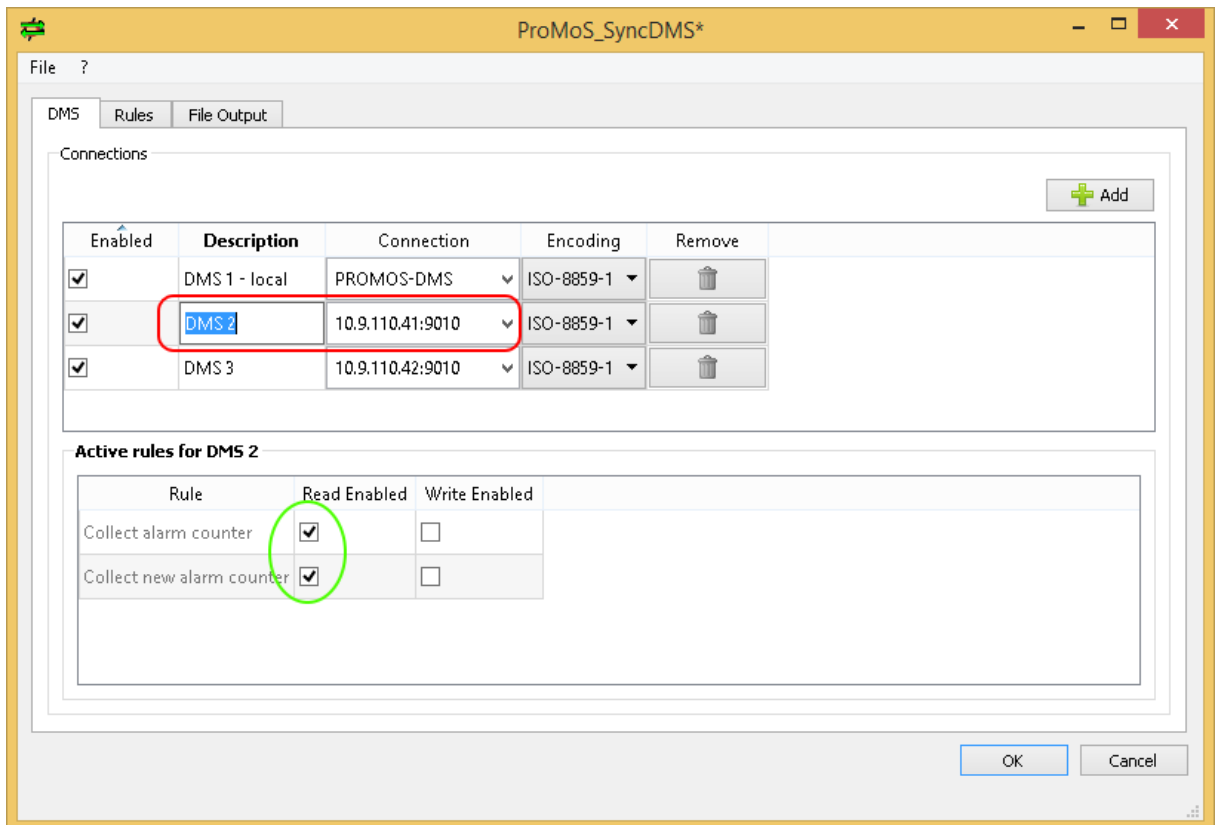 ProMoS_SyncDMS*
File ?
DMS Rules File Output
Connections
Add
Enabled Description Connection Encoding Remove
DMS 1 - local PROMOS-DMS ISO-8859-1
DMS 2 10.9.110.41:9010 ISO-8859-1
DMS 3 10.9.110.42:9010 ISO-8859-1
Active rules for DMS 2
Rule Read Enabled Write Enabled
Collect alarm counter
Collect new alarm counter
OK Cancel